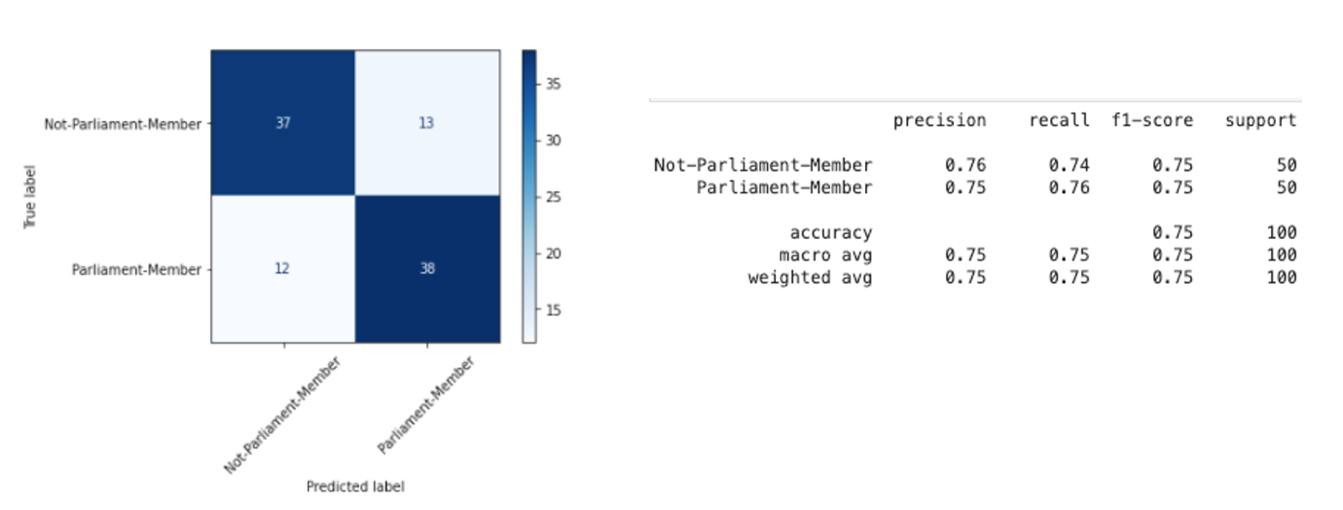 True label
Not-Parliament-Member
Parliament-Member
37 13
12 38
35
30
25
20
15
Not-Parliament-Member
Parliament-Member
Predicted label
precision recall f1-score support
Not-Parliament-Member 0.76 0.74 0.75 50
Parliament-Member 0.75 0.76 0.75 50
accuracy 0.75 100
macro avg 0.75 0.75 0.75 100
weighted avg 0.75 0.75 0.75 100